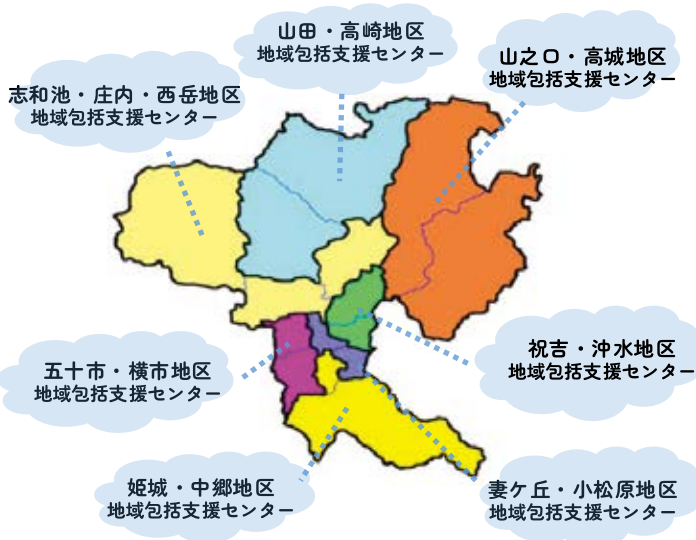 山田・高崎地区
地域包括支援センター
山之口・高城地区
地域包括支援センター
志和池・庄内・西岳地区
地域包括支援センター
祝吉・沖水地区
地域包括支援センター
五十市・横市地区
地域包括支援センター
姫城・中郷地区
地域包括支援センター
妻ケ丘・小松原地区
地域包括支援センター